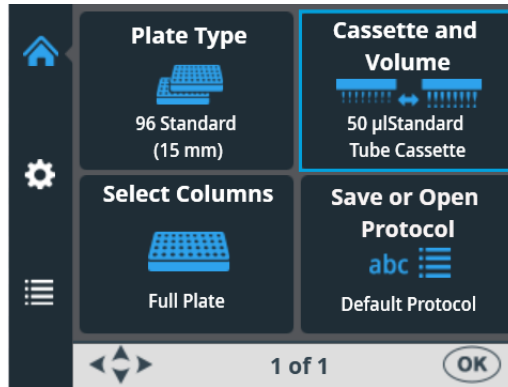 Plate Type
96 Standard
(15 mm)
Cassette and
Volume
50 µlStandard
Tube Cassette
Select Columns
Full Plate
Save or Open
Protocol
abc
Default Protocol
1 of 1
OK